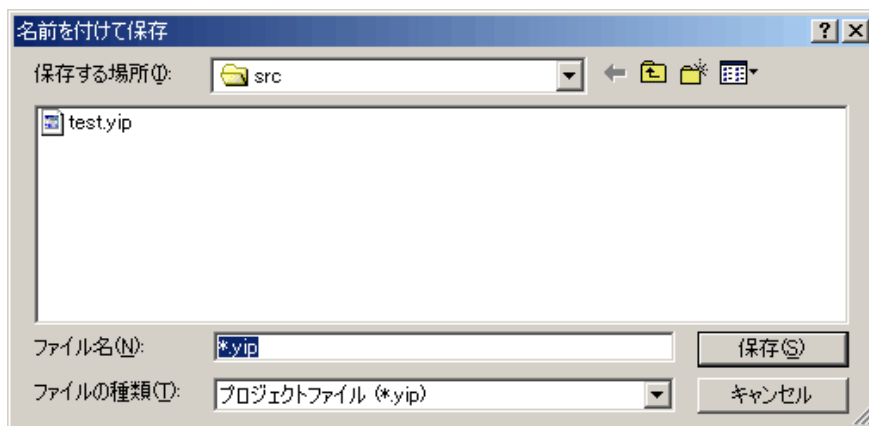 名前を付けて保存
保存する場所(I): src
test.yip
ファイル名(N): *.yip 保存(S)
ファイルの種類(T): プロジェクトファイル (*.yip) キャンセル